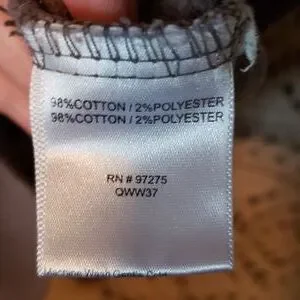 98%COTTON / 2%POLYESTER
98%COTTON / 2%POLYESTER
RN # 97275
QWW37